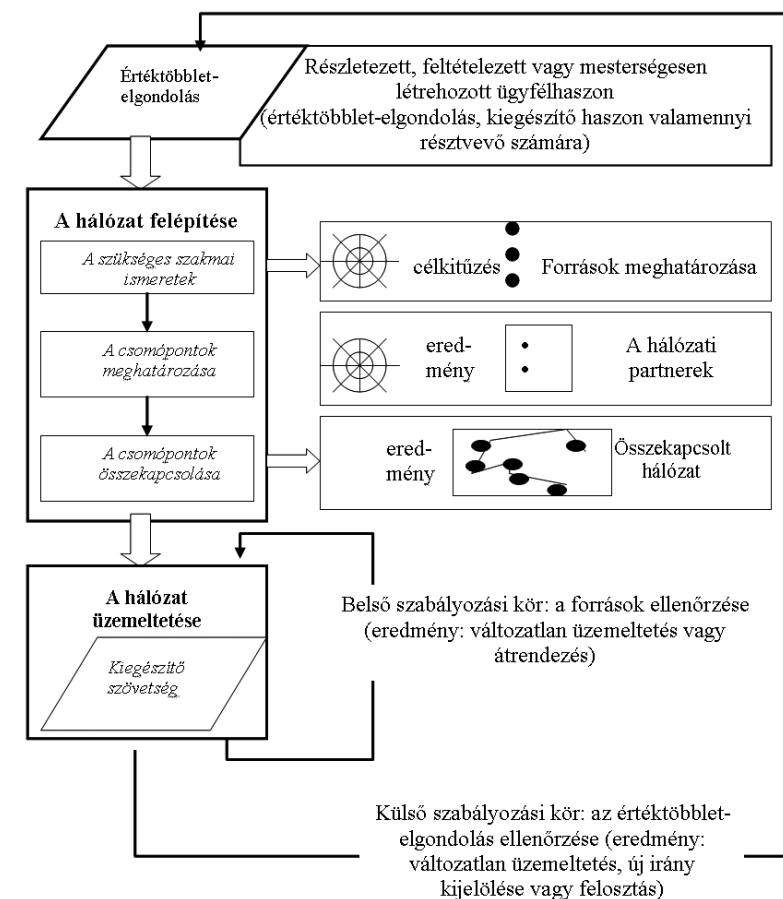 Értéktöbblet-
elgondolás
Részletezett, feltételezett vagy mesterségesen
létrehozott ügyfélhaszon
(értéktöbblet-elgondolás, kiegészítő haszon valamennyi
résztvevő számára)
A hálózat felépítése
A szükséges szakmai
ismeretek
célkitűzés
Források meghatározása
A csomópontok
meghatározása
ered-
mény
A hálózati
partnerek
A csomópontok
összekapcsolása
ered-
mény
Összekapcsolt
hálózat
A hálózat
üzemeltetése
Kiegészítő
szövetség
Belső szabályozási kör: a források ellenőrzése
(eredmény: változatlan üzemeltetés vagy
átrendezés)
Külső szabályozási kör: az értéktöbblet-
elgondolás ellenőrzése (eredmény:
változatlan üzemeltetés, új irány
kijelölése vagy felosztás)